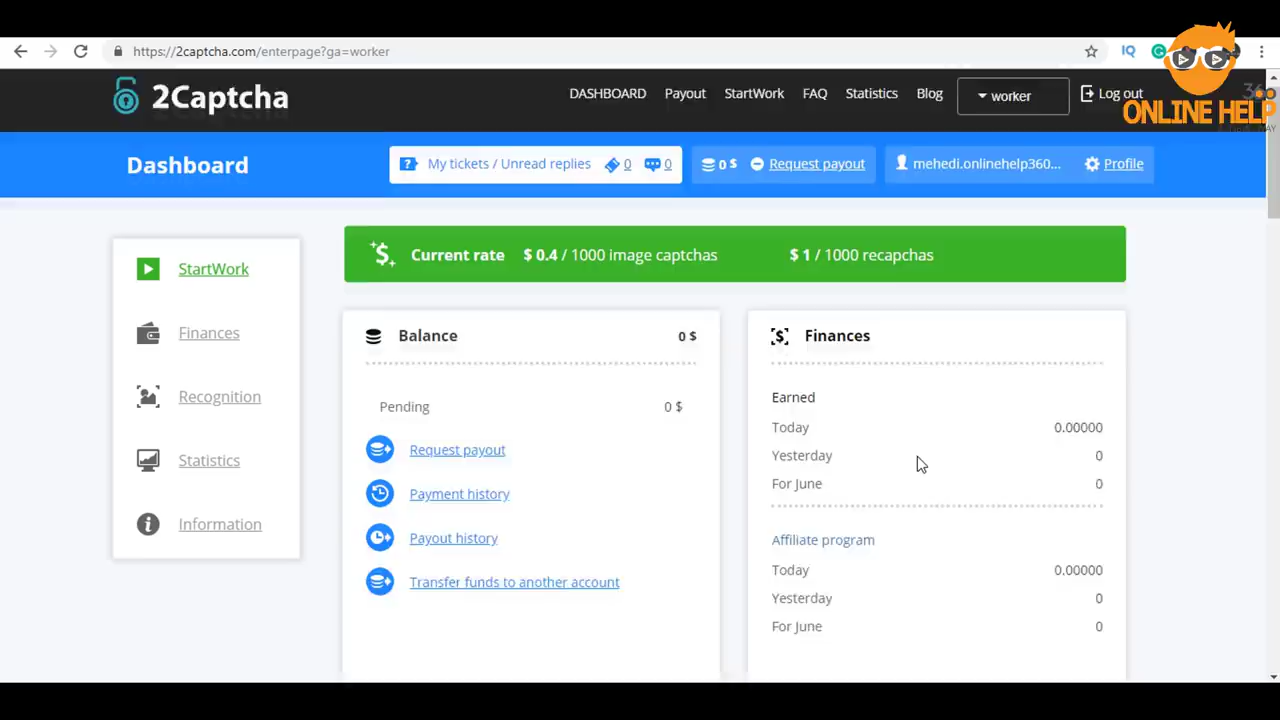 https://2captcha.com/enterpage?ga=worker
IQ
2Captcha
DASHBOARD Payout StartWork FAQ Statistics Blog worker Log out
ONLINE HELP
Dashboard
My tickets / Unread replies 0 0
0 $ Request payout
mehedi.onlinehelp360... Profile
StartWork
Finances
Recognition
Statistics
Information
Current rate $ 0.4 / 1000 image captchas $ 1 / 1000 recapchas
Balance 0 $
Pending 0 $
Request payout
Payment history
Payout history
Transfer funds to another account
Finances
Earned
Today 0.00000
Yesterday 0
For June 0
Affiliate program
Today 0.00000
Yesterday 0
For June 0